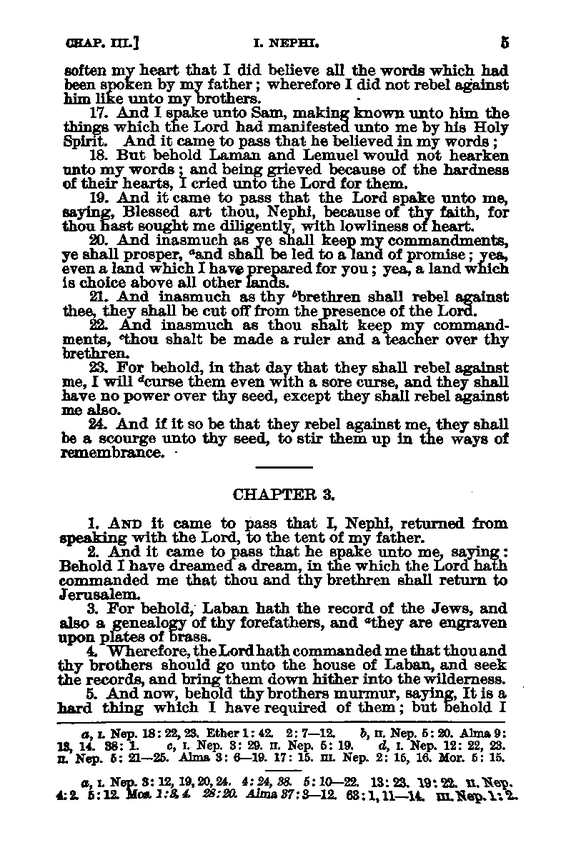 CHAP. III.] I. NEPHI. 5
soften my heart that I did believe all the words which had
been spoken by my father; wherefore I did not rebel against
him like unto my brothers.
17. And I spake unto Sam, making known unto him the
things which the Lord had manifested unto me by his Holy
Spirit. And it came to pass that he believed in my words;
18. But behold Laman and Lemuel would not hearken
unto my words; and being grieved because of the hardness
of their hearts, I cried unto the Lord for them.
19. And it came to pass that the Lord spake unto me,
saying, Blessed art thou, Nephi, because of thy faith, for
thou hast sought me diligently, with lowliness of heart.
20. And inasmuch as ye shall keep my commandments,
ye shall prosper, ᵃand shall be led to a land of promise; yea,
even a land which I have prepared for you; yea, a land which
is choice above all other lands.
21. And inasmuch as thy ᵇbrethren shall rebel against
thee, they shall be cut off from the presence of the Lord.
22. And inasmuch as thou shalt keep my command-
ments, ᶜthou shalt be made a ruler and a teacher over thy
brethren.
23. For behold, in that day that they shall rebel against
me, I will ᵈcurse them even with a sore curse, and they shall
have no power over thy seed, except they shall rebel against
me also.
24. And if it so be that they rebel against me, they shall
be a scourge unto thy seed, to stir them up in the ways of
remembrance.
CHAPTER 3.
1. AND it came to pass that I, Nephi, returned from
speaking with the Lord, to the tent of my father.
2. And it came to pass that he spake unto me, saying:
Behold I have dreamed a dream, in the which the Lord hath
commanded me that thou and thy brethren shall return to
Jerusalem.
3. For behold, Laban hath the record of the Jews, and
also a genealogy of thy forefathers, and ᵃthey are engraven
upon plates of brass.
4. Wherefore, the Lord hath commanded me that thou and
thy brothers should go unto the house of Laban, and seek
the records, and bring them down hither into the wilderness.
5. And now, behold thy brothers murmur, saying, It is a
hard thing which I have required of them; but behold I
a, I. Nep. 18: 22, 23. Ether 1: 42. 2: 7—12. b, II. Nep. 5: 20. Alma 9:
13, 14. 38: 1. c, I. Nep. 3: 29. II. Nep. 5: 19. d, I. Nep. 12: 22, 23.
II. Nep. 5: 21—25. Alma 3: 6—19. 17: 15. III. Nep. 2: 15, 16. Mor. 5: 15.
a, I. Nep. 3: 12, 19, 20, 24. 4: 24, 38. 5: 10—22. 13: 23. 19: 22. II. Nep.
4: 2. 5: 12. Mos. 1: 3, 4. 28: 20. Alma 37: 3—12. 63: 1, 11—14. III. Nep. 1: 2.